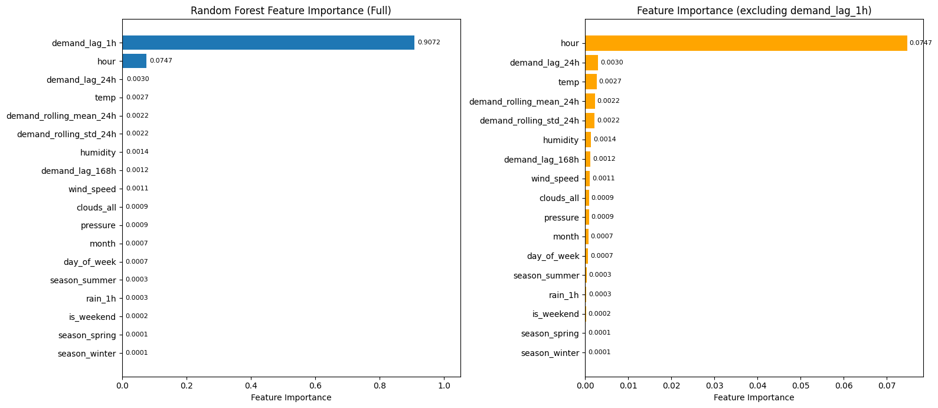 Random Forest Feature Importance (Full)
demand_lag_1h 0.9072
hour 0.0747
demand_lag_24h 0.0030
temp 0.0027
demand_rolling_mean_24h 0.0022
demand_rolling_std_24h 0.0022
humidity 0.0014
demand_lag_168h 0.0012
wind_speed 0.0011
clouds_all 0.0009
pressure 0.0009
month 0.0007
day_of_week 0.0007
season_summer 0.0003
rain_1h 0.0003
is_weekend 0.0002
season_spring 0.0001
season_winter 0.0001
0.0 0.2 0.4 0.6 0.8 1.0
Feature Importance
Feature Importance (excluding demand_lag_1h)
hour 0.0747
demand_lag_24h 0.0030
temp 0.0027
demand_rolling_mean_24h 0.0022
demand_rolling_std_24h 0.0022
humidity 0.0014
demand_lag_168h 0.0012
wind_speed 0.0011
clouds_all 0.0009
pressure 0.0009
month 0.0007
day_of_week 0.0007
season_summer 0.0003
rain_1h 0.0003
is_weekend 0.0002
season_spring 0.0001
season_winter 0.0001
0.00 0.01 0.02 0.03 0.04 0.05 0.06 0.07
Feature Importance